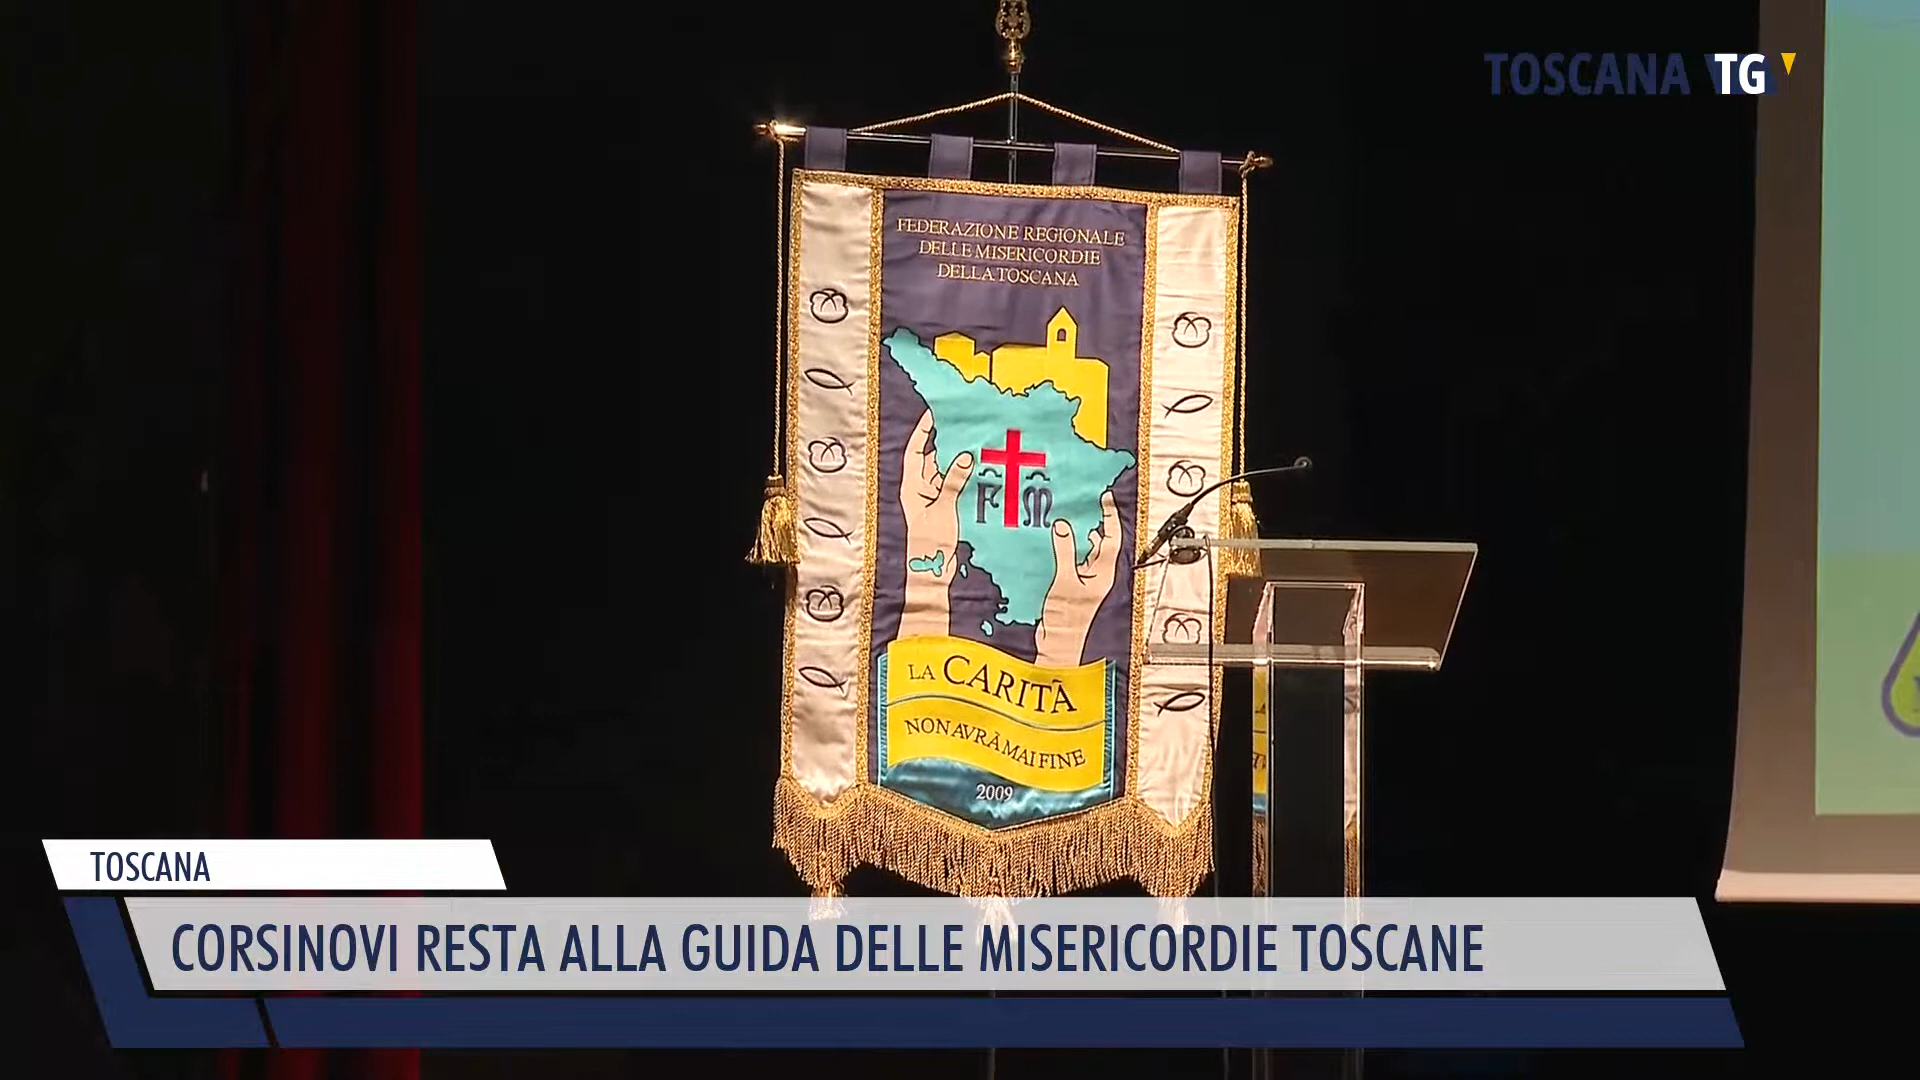 TOSCANA TG
FEDERAZIONE REGIONALE
DELLE MISERICORDIE
DELLA TOSCANA
F M
LA CARITÀ
NON AVRÀ MAI FINE
2009
TOSCANA
CORSINOVI RESTA ALLA GUIDA DELLE MISERICORDIE TOSCANE